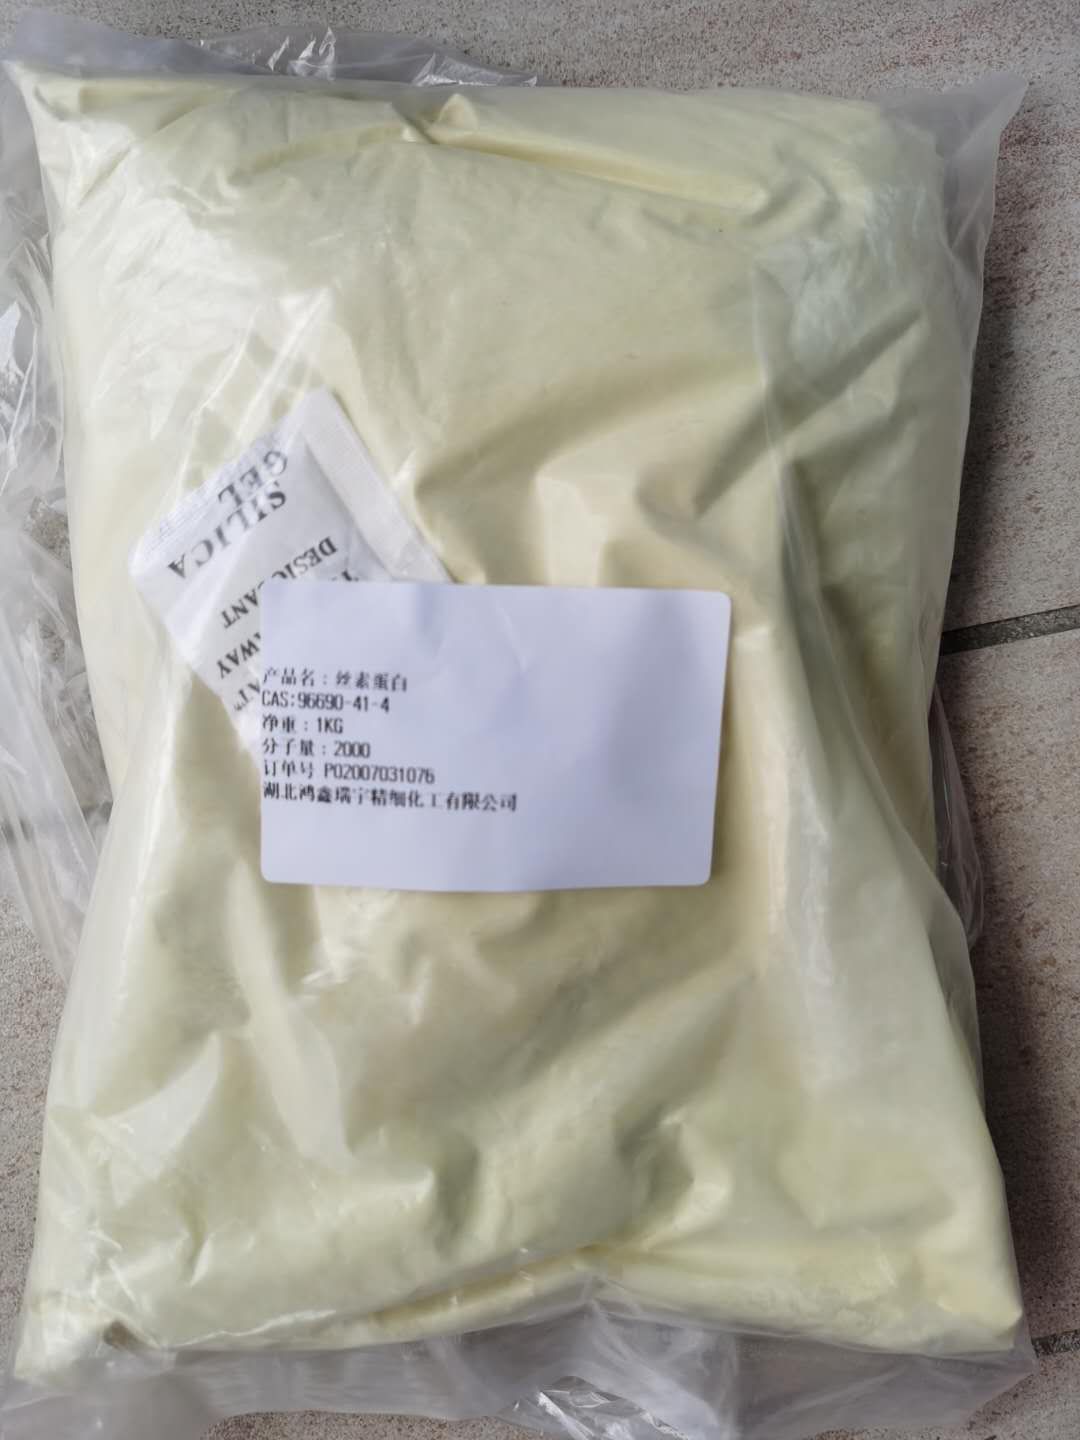 SILICA
GEL
DESICCANT
产品名：丝素蛋白
CAS:96690-41-4
净重：1KG
分子量：2000
订单号 PO2007031076
湖北鸿鑫瑞宇精细化工有限公司